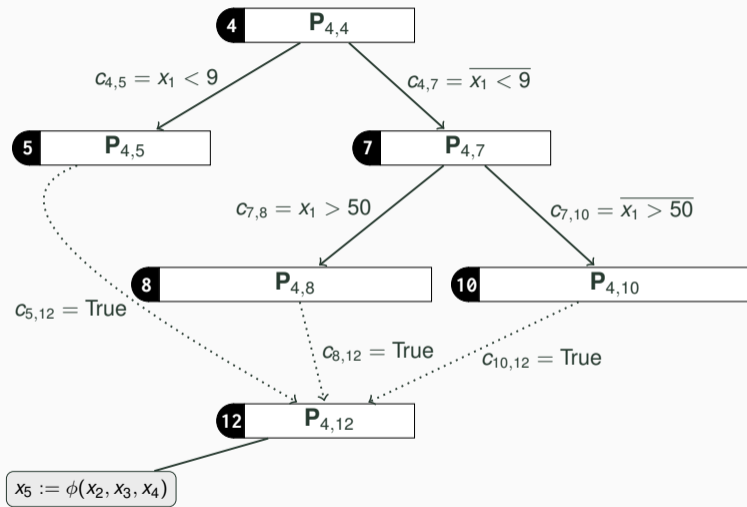 4 P₄,₄
c₄,₅ = x₁ < 9
c₄,₇ = \overline{x₁ < 9}
5 P₄,₅
7 P₄,₇
c₇,₈ = x₁ > 50
c₇,₁₀ = \overline{x₁ > 50}
8 P₄,₈
10 P₄,₁₀
c₅,₁₂ = True
c₈,₁₂ = True
c₁₀,₁₂ = True
12 P₄,₁₂
x₅ := ϕ(x₂, x₃, x₄)